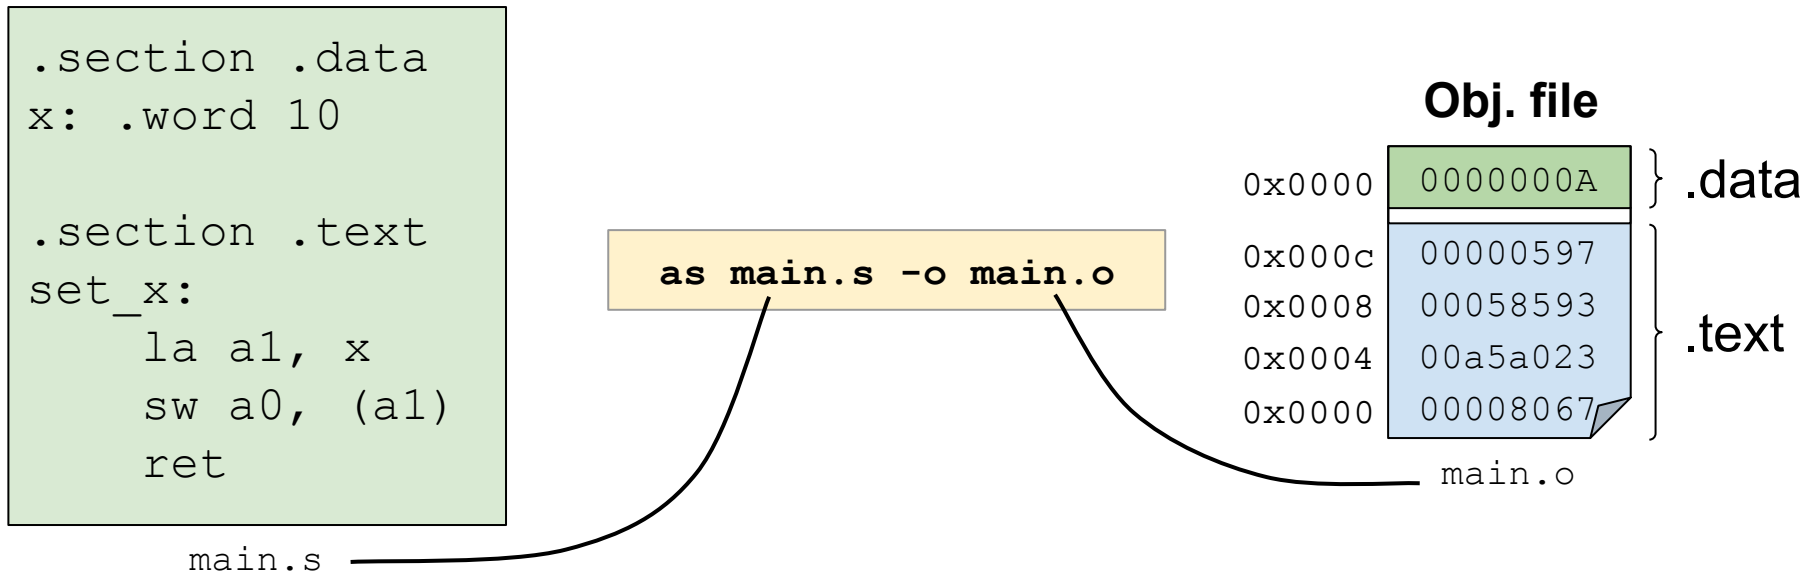 .section .data
x: .word 10
.section .text
set_x:
la a1, x
sw a0, (a1)
ret
main.s
as main.s -o main.o
Obj. file
0x0000 0000000A .data
0x000c 00000597
0x0008 00058593
0x0004 00a5a023
.text
0x0000 00008067
main.o